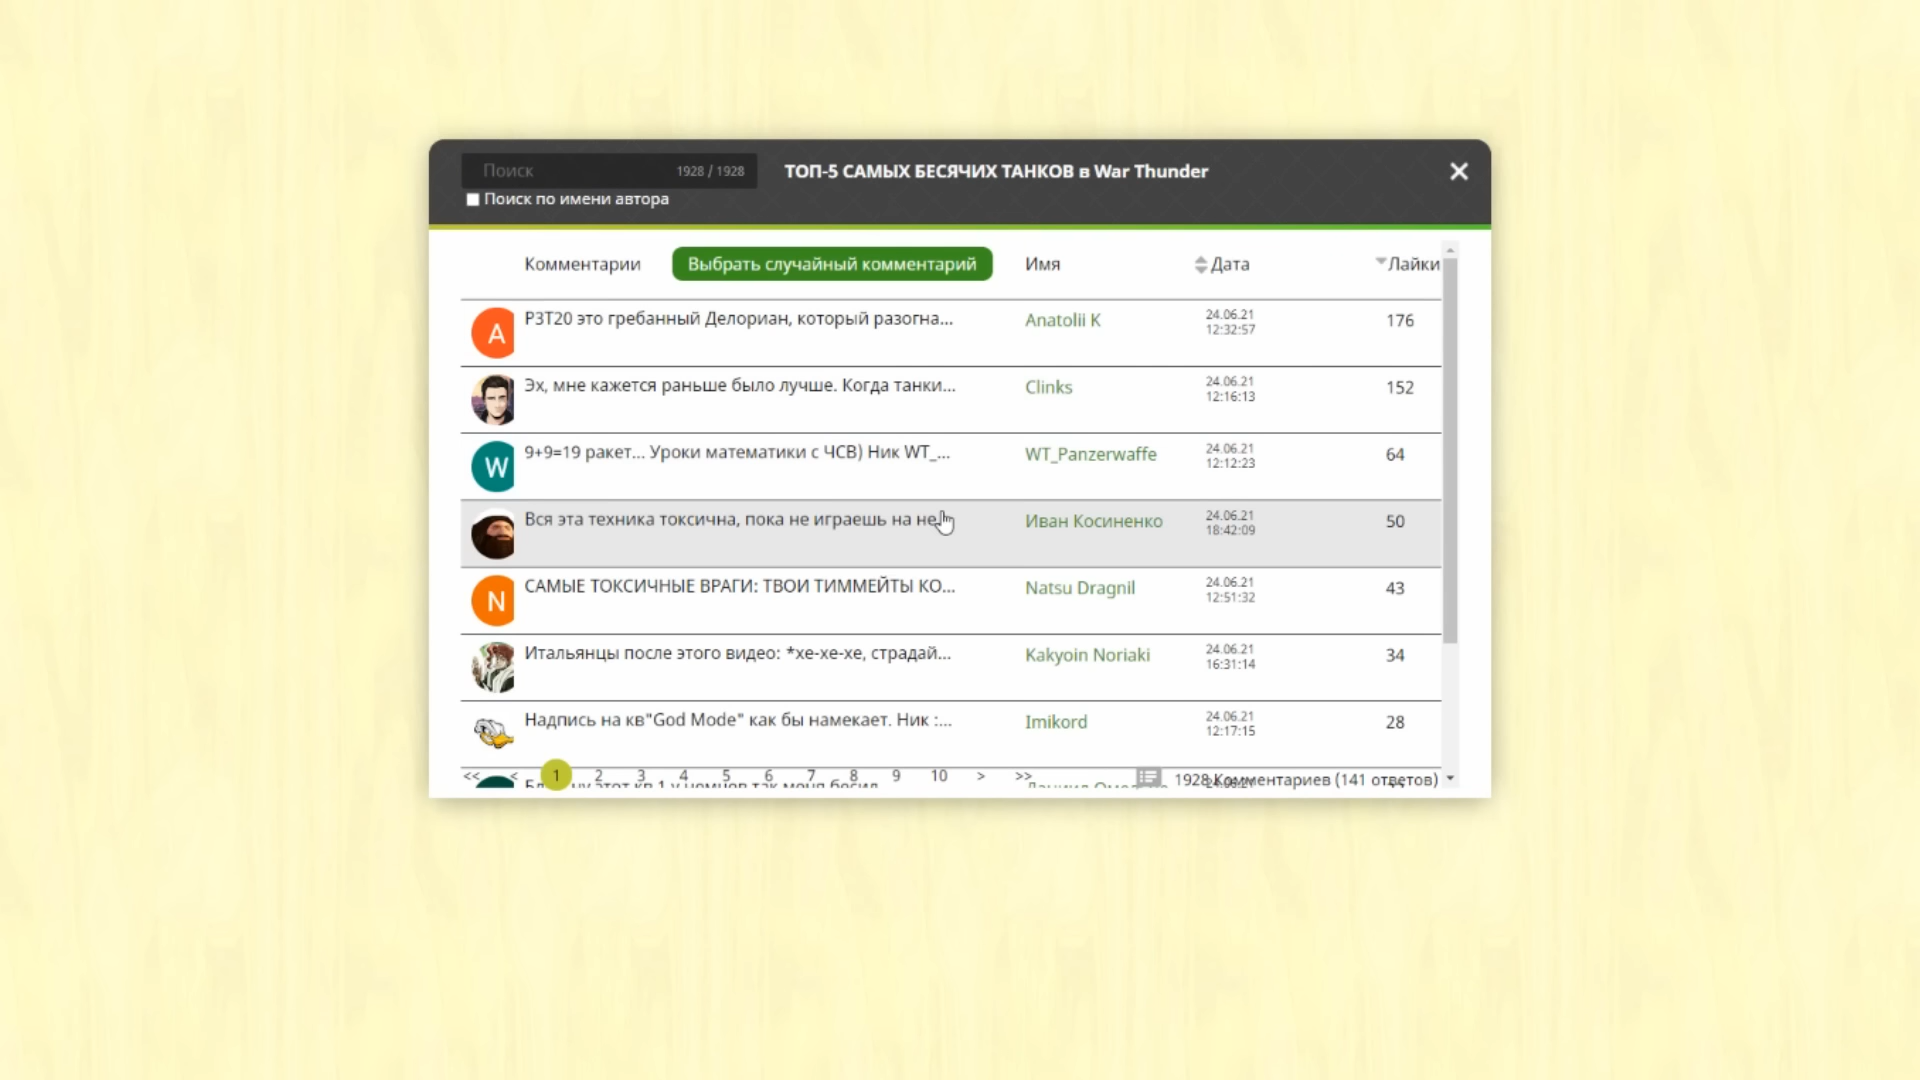 Поиск
1928 / 1928
ТОП-5 САМЫХ БЕСЯЧИХ ТАНКОВ в War Thunder
Поиск по имени автора
Комментарии
Выбрать случайный комментарий
Имя
Дата
Лайки
A
Р3Т20 это гребанный Делориан, который разогна...
Anatolii K
24.06.21
12:32:57
176
Эх, мне кажется раньше было лучше. Когда танки...
Clinks
24.06.21
12:16:13
152
W
9+9=19 ракет... Уроки математики с ЧСВ) Ник WT_...
WT_Panzerwaffe
24.06.21
12:12:23
64
Вся эта техника токсична, пока не играешь на не
Иван Косиненко
24.06.21
18:42:09
50
N
САМЫЕ ТОКСИЧНЫЕ ВРАГИ: ТВОИ ТИММЕЙТЫ КО...
Natsu Dragnil
24.06.21
12:51:32
43
Итальянцы после этого видео: *хе-хе-хе, страдай...
Kakyoin Noriaki
24.06.21
16:31:14
34
Надпись на кв"God Mode" как бы намекает. Ник :...
Imikord
24.06.21
12:17:15
28
<< < 1 2 3 4 5 6 7 8 9 10 > >>
1928 Комментариев (141 ответов)